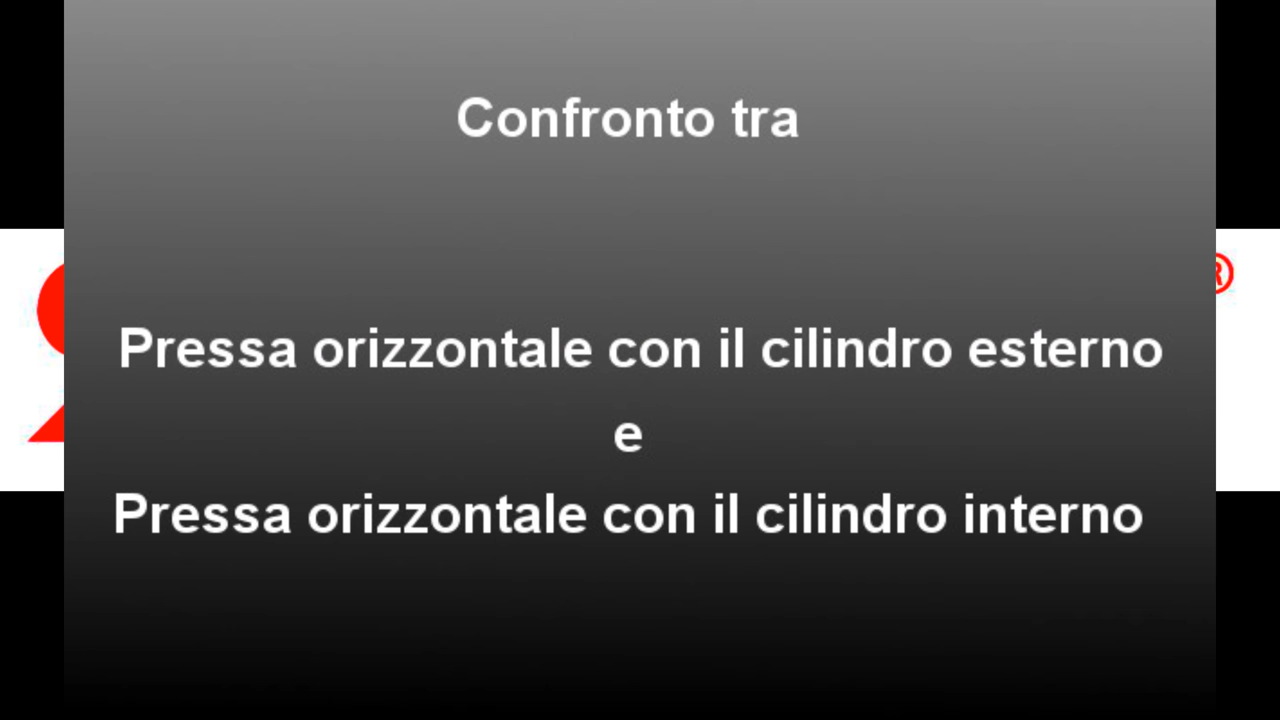 Confronto tra
®
Pressa orizzontale con il cilindro esterno
e
Pressa orizzontale con il cilindro interno